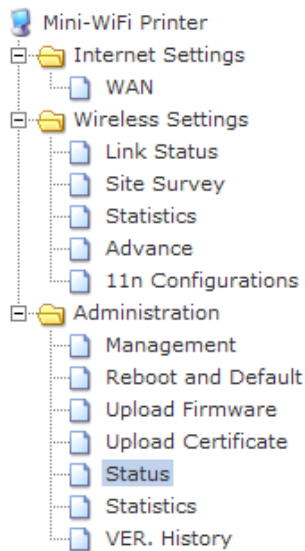 Mini-WiFi Printer
Internet Settings
WAN
Wireless Settings
Link Status
Site Survey
Statistics
Advance
11n Configurations
Administration
Management
Reboot and Default
Upload Firmware
Upload Certificate
Status
Statistics
VER. History